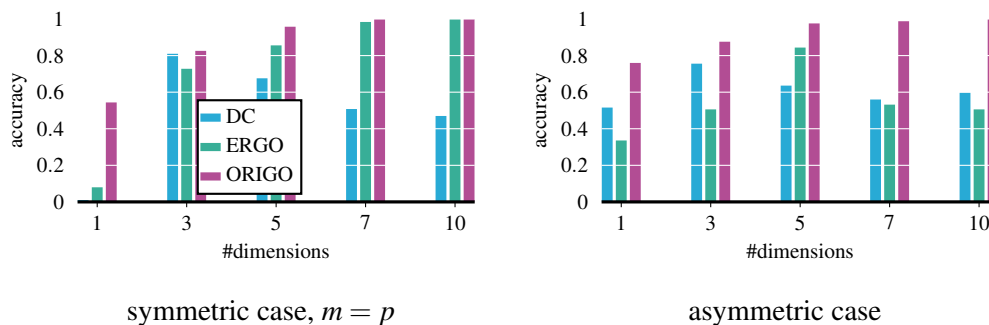 1
0.8
0.6
0.4
0.2
0
accuracy
DC
ERGO
ORIGO
1 3 5 7 10
#dimensions
symmetric case, m = p
1
0.8
0.6
0.4
0.2
0
accuracy
1 3 5 7 10
#dimensions
asymmetric case